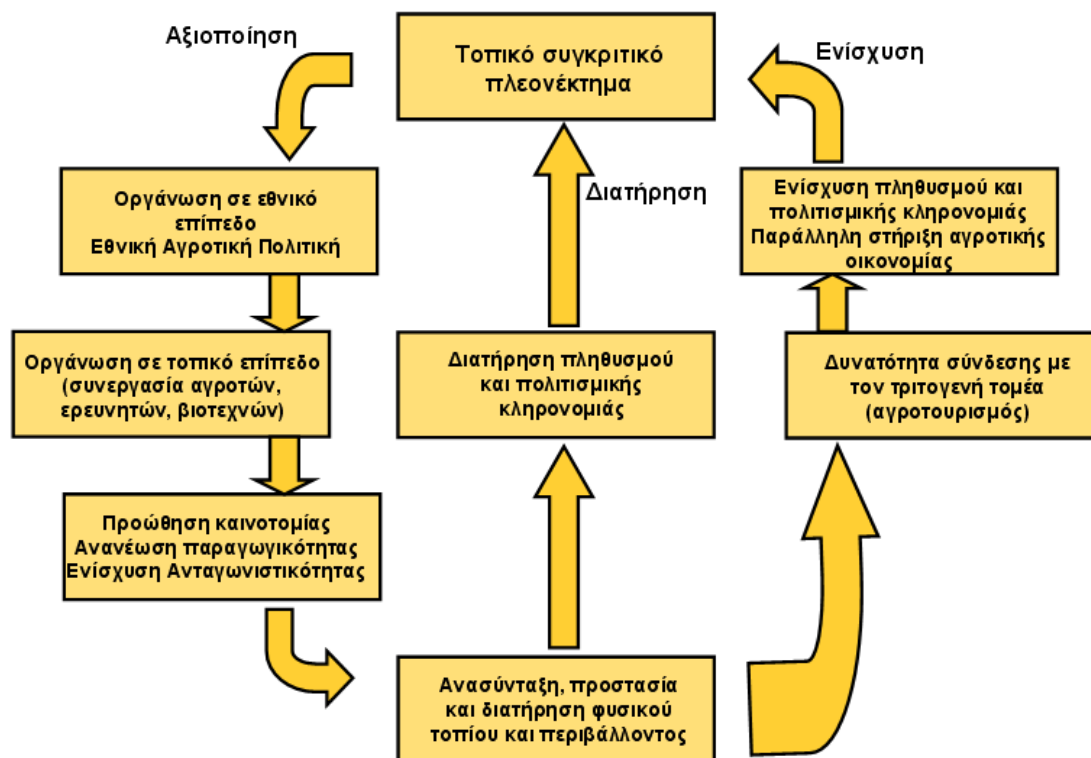 Αξιοποίηση
Τοπικό συγκριτικό
πλεονέκτημα
Ενίσχυση
Οργάνωση σε εθνικό
επίπεδο
Εθνική Αγροτική Πολιτική
Διατήρηση
Ενίσχυση πληθυσμού και
πολιτισμικής κληρονομιάς
Παράλληλη στήριξη αγροτικής
οικονομίας
Οργάνωση σε τοπικό επίπεδο
(συνεργασία αγροτών,
ερευνητών, βιοτεχνών)
Διατήρηση πληθυσμού
και πολιτισμικής
κληρονομιάς
Δυνατότητα σύνδεσης με
τον τριτογενή τομέα
(αγροτουρισμός)
Προώθηση καινοτομίας
Ανανέωση παραγωγικότητας
Ενίσχυση Ανταγωνιστικότητας
Ανασύνταξη, προστασία
και διατήρηση φυσικού
τοπίου και περιβάλλοντος